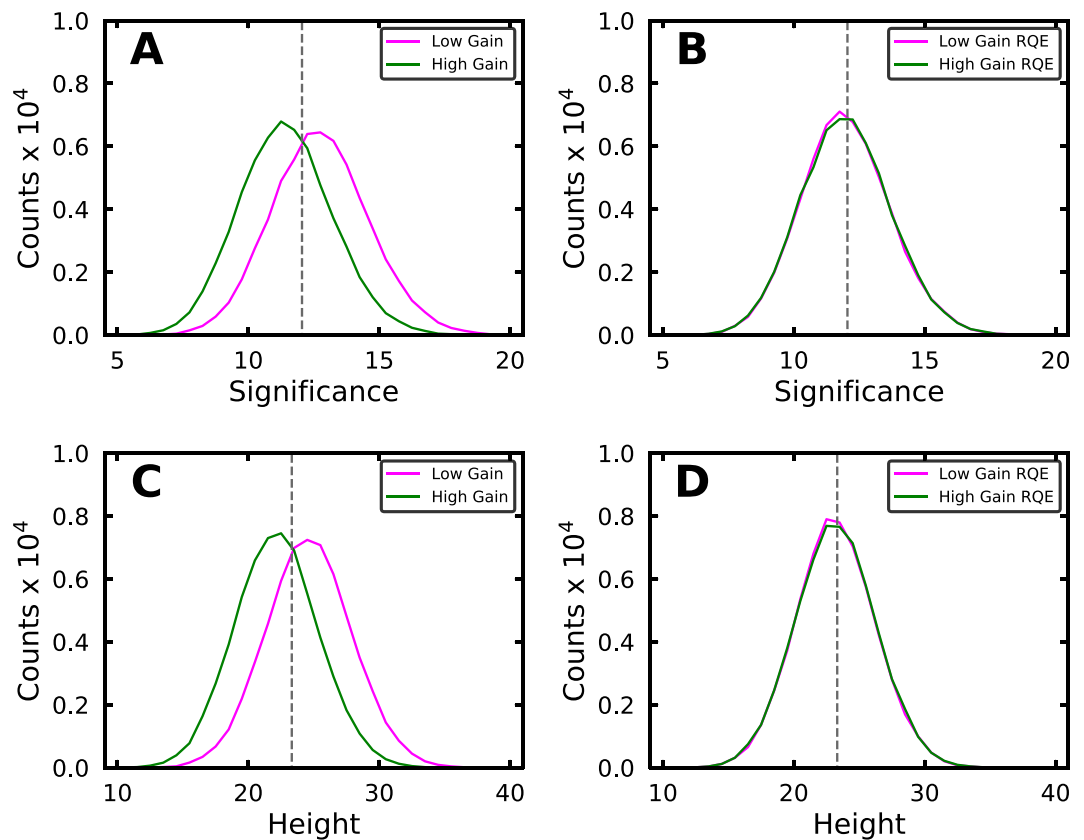 A
Low Gain
High Gain
1.0
0.8
0.6
0.4
0.2
0.0
Counts x 10⁴
5 10 15 20
Significance
B
Low Gain RQE
High Gain RQE
1.0
0.8
0.6
0.4
0.2
0.0
Counts x 10⁴
5 10 15 20
Significance
C
Low Gain
High Gain
1.0
0.8
0.6
0.4
0.2
0.0
Counts x 10⁴
10 20 30 40
Height
D
Low Gain RQE
High Gain RQE
1.0
0.8
0.6
0.4
0.2
0.0
Counts x 10⁴
10 20 30 40
Height